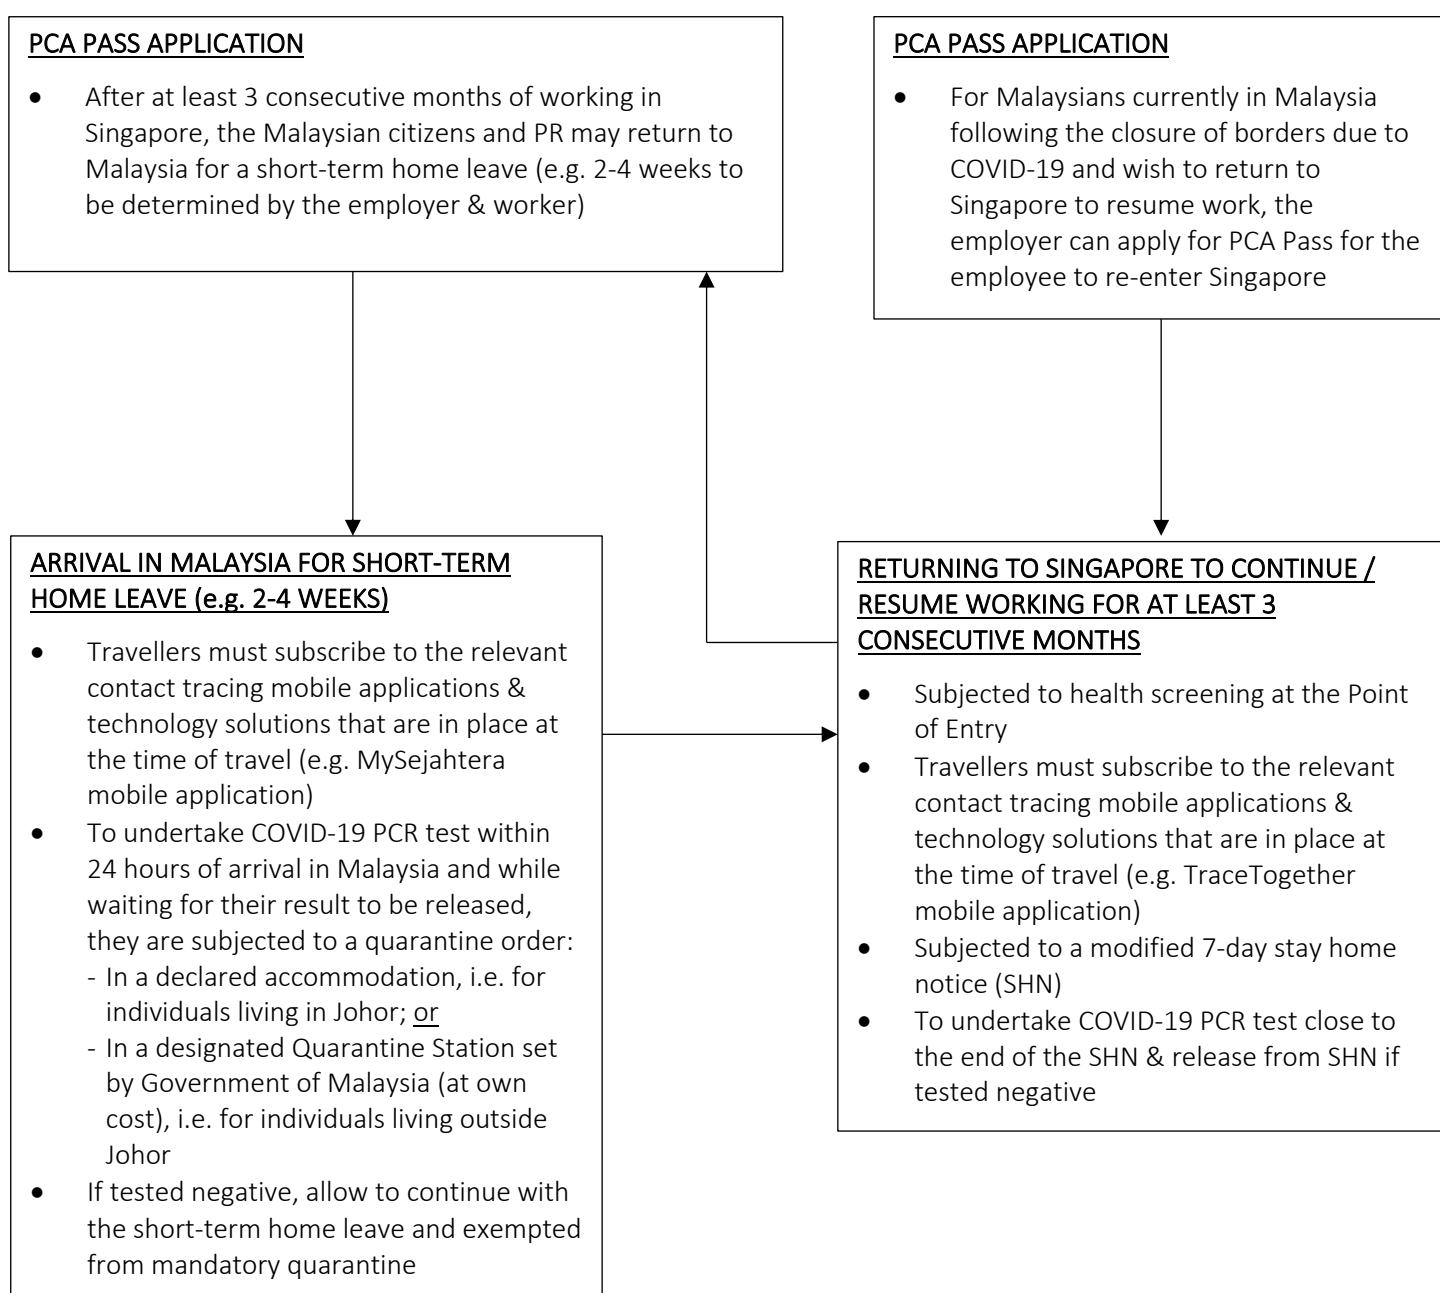 PCA PASS APPLICATION
• After at least 3 consecutive months of working in
Singapore, the Malaysian citizens and PR may return to
Malaysia for a short-term home leave (e.g. 2-4 weeks to
be determined by the employer & worker)
PCA PASS APPLICATION
• For Malaysians currently in Malaysia
following the closure of borders due to
COVID-19 and wish to return to
Singapore to resume work, the
employer can apply for PCA Pass for the
employee to re-enter Singapore
ARRIVAL IN MALAYSIA FOR SHORT-TERM
HOME LEAVE (e.g. 2-4 WEEKS)
• Travellers must subscribe to the relevant
contact tracing mobile applications &
technology solutions that are in place at
the time of travel (e.g. MySejahtera
mobile application)
• To undertake COVID-19 PCR test within
24 hours of arrival in Malaysia and while
waiting for their result to be released,
they are subjected to a quarantine order:
- In a declared accommodation, i.e. for
individuals living in Johor; or
- In a designated Quarantine Station set
by Government of Malaysia (at own
cost), i.e. for individuals living outside
Johor
• If tested negative, allow to continue with
the short-term home leave and exempted
from mandatory quarantine
RETURNING TO SINGAPORE TO CONTINUE /
RESUME WORKING FOR AT LEAST 3
CONSECUTIVE MONTHS
• Subjected to health screening at the Point
of Entry
• Travellers must subscribe to the relevant
contact tracing mobile applications &
technology solutions that are in place at
the time of travel (e.g. TraceTogether
mobile application)
• Subjected to a modified 7-day stay home
notice (SHN)
• To undertake COVID-19 PCR test close to
the end of the SHN & release from SHN if
tested negative